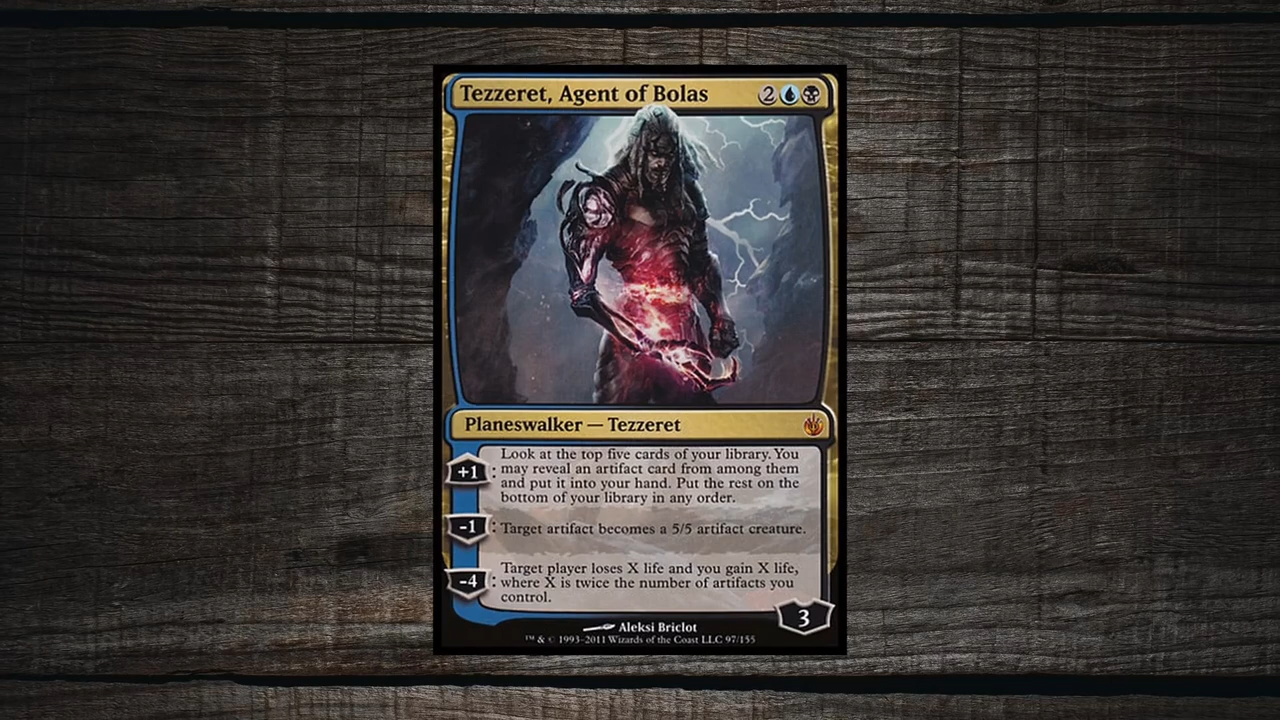 Tezzeret, Agent of Bolas 2
Planeswalker — Tezzeret
+1: Look at the top five cards of your library. You
may reveal an artifact card from among them
and put it into your hand. Put the rest on the
bottom of your library in any order.
-1: Target artifact becomes a 5/5 artifact creature.
-4: Target player loses X life and you gain X life,
where X is twice the number of artifacts you
control.
3
Aleksi Briclot
™ & © 1993–2011 Wizards of the Coast LLC 97/155